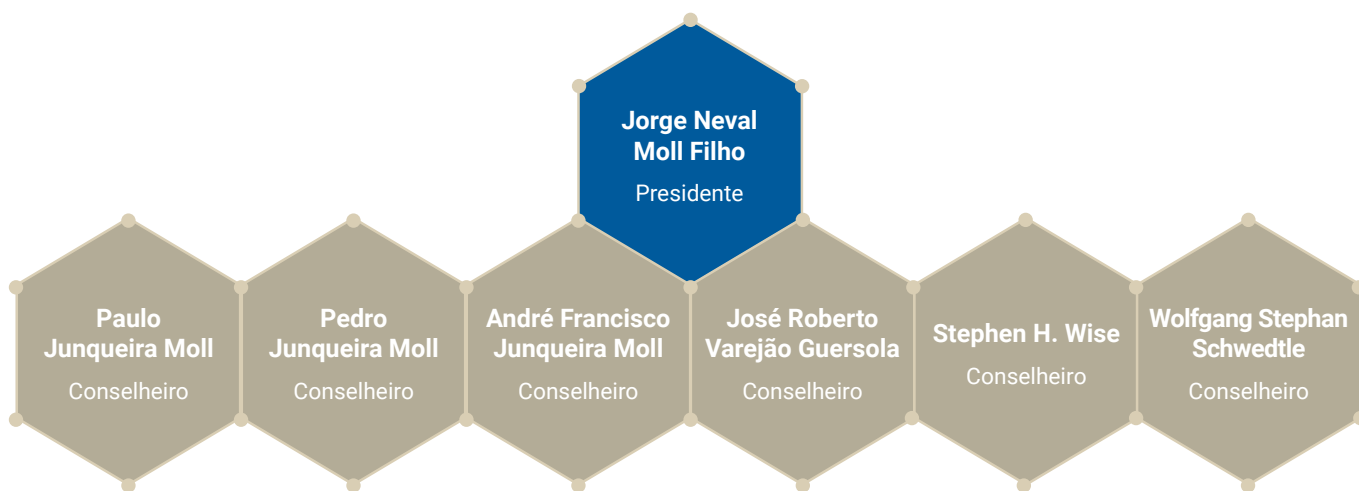 Jorge Neval
Moll Filho
Presidente
Paulo
Junqueira Moll
Conselheiro
Pedro
Junqueira Moll
Conselheiro
André Francisco
Junqueira Moll
Conselheiro
José Roberto
Varejão Guersola
Conselheiro
Stephen H. Wise
Conselheiro
Wolfgang Stephan
Schwedtle
Conselheiro